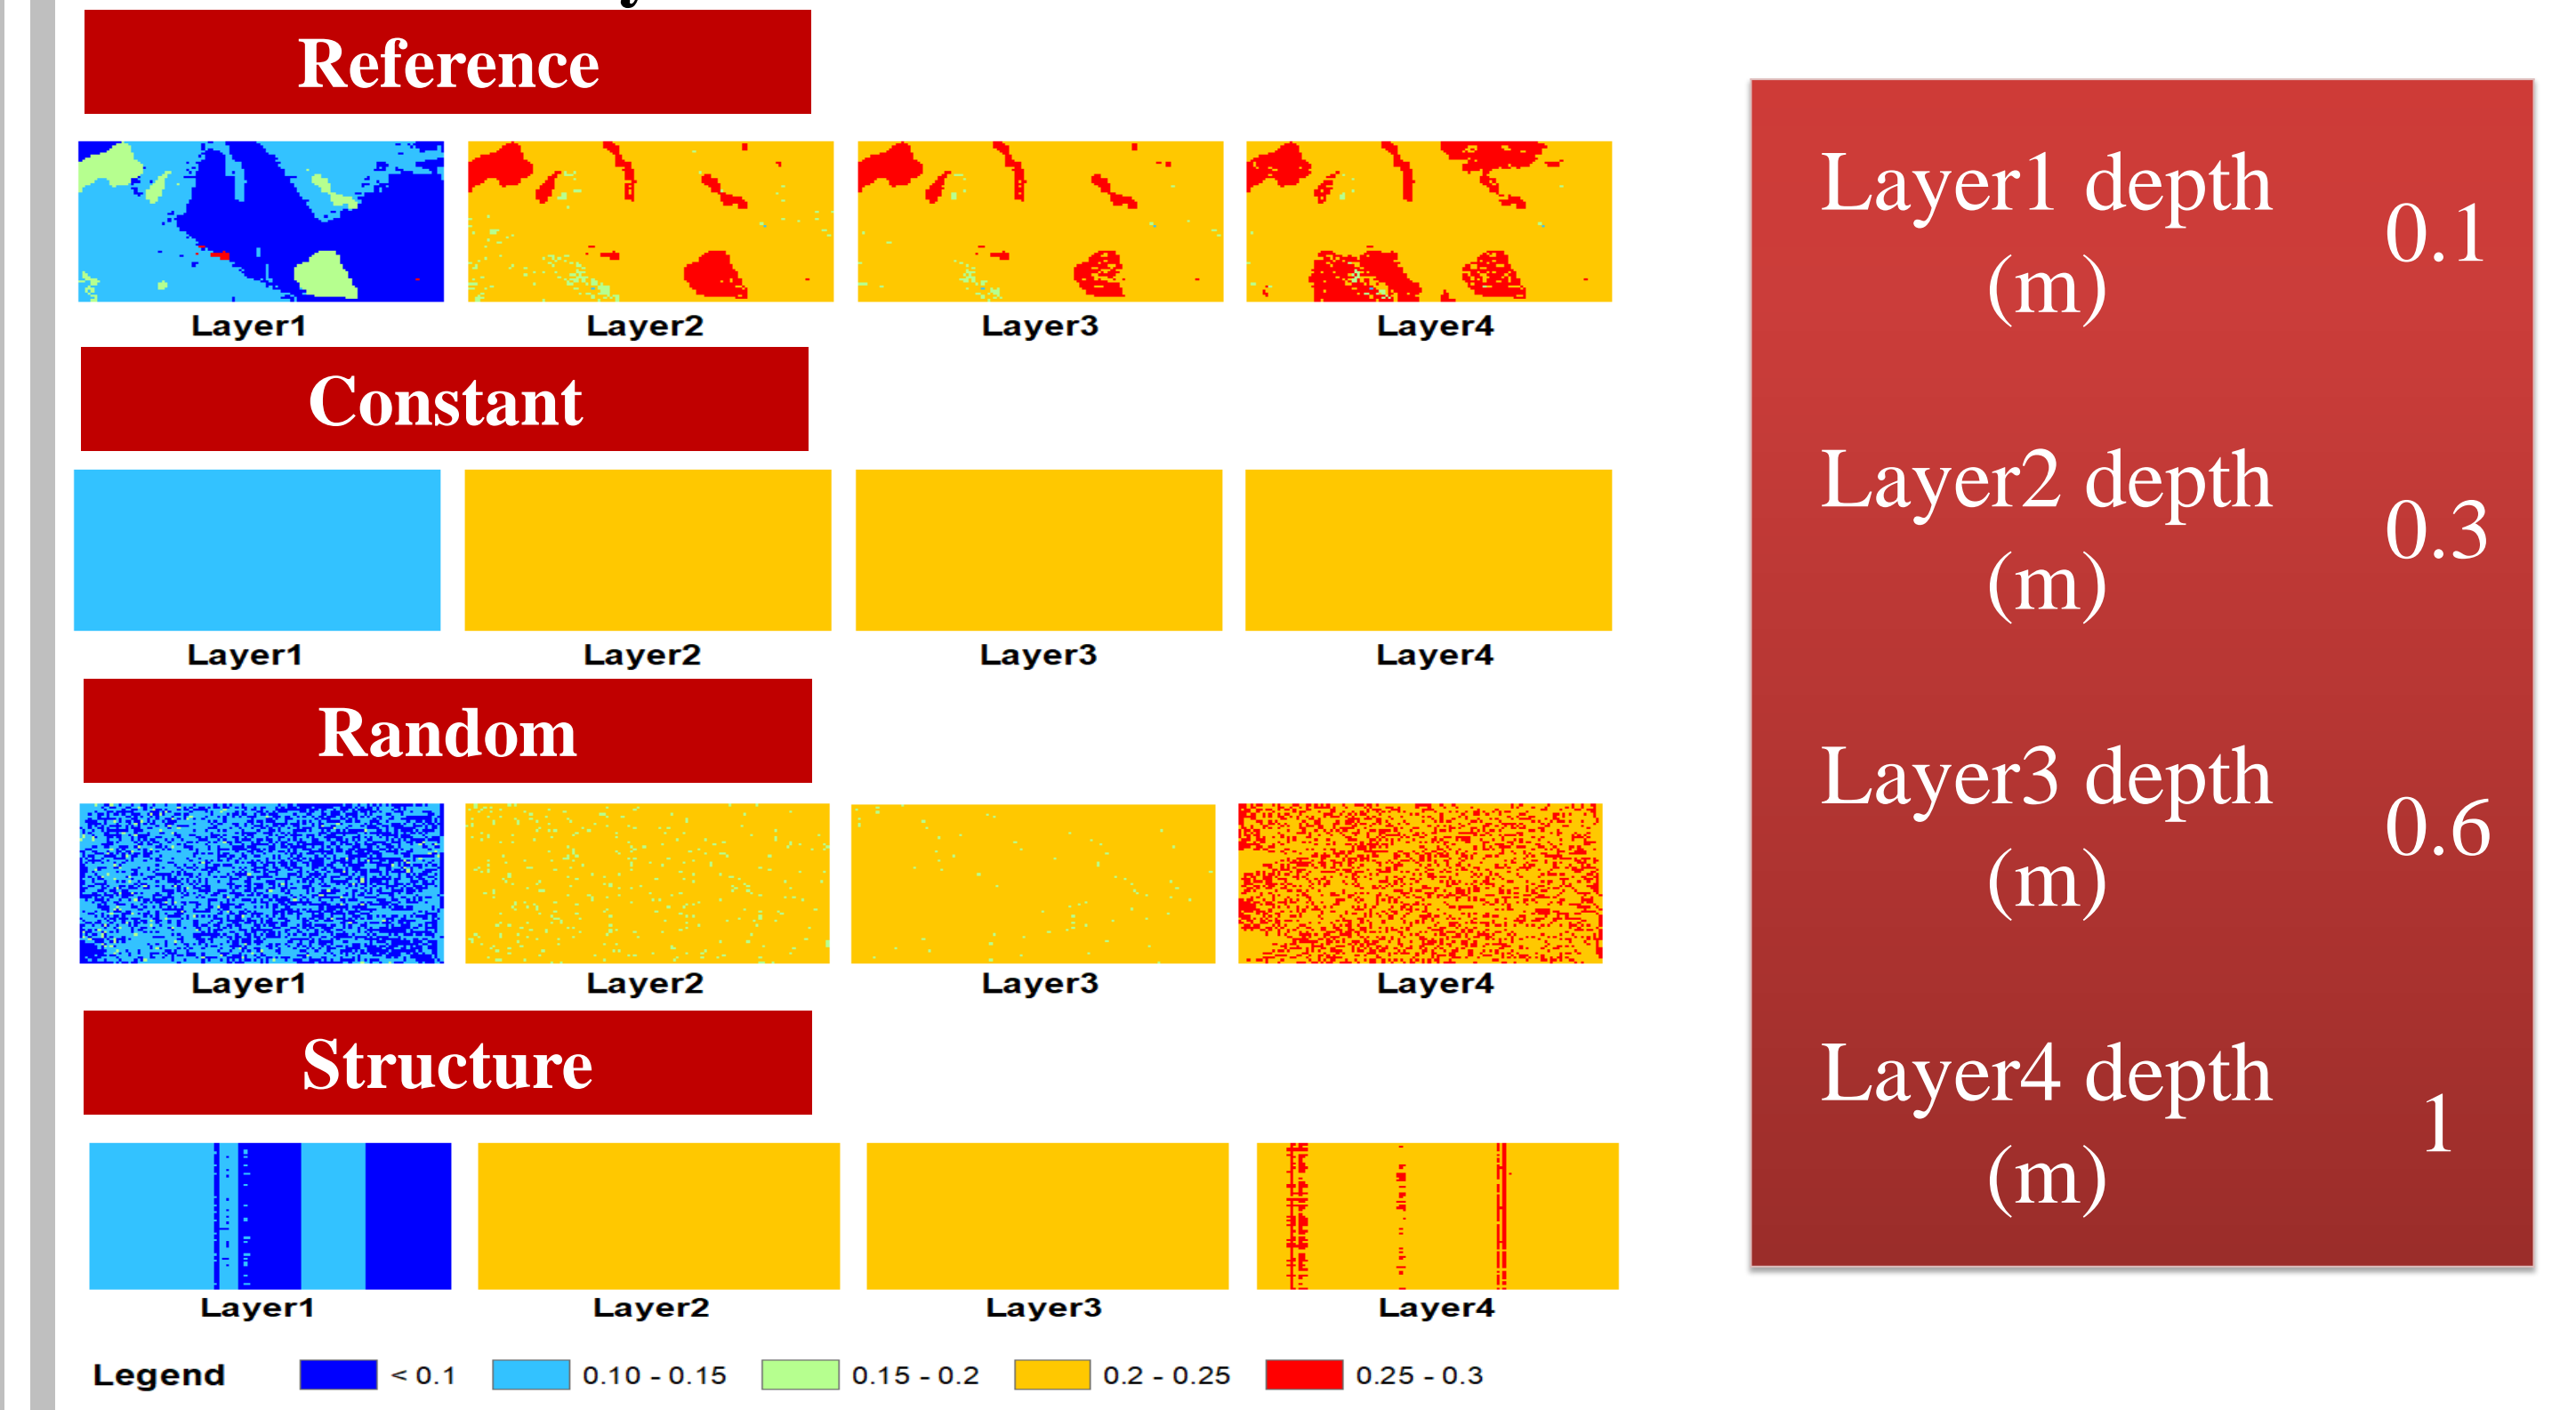 Reference
Layer1 Layer2 Layer3 Layer4
Constant
Layer1 Layer2 Layer3 Layer4
Random
Layer1 Layer2 Layer3 Layer4
Structure
Layer1 Layer2 Layer3 Layer4
Legend < 0.1 0.10 - 0.15 0.15 - 0.2 0.2 - 0.25 0.25 - 0.3
Layer1 depth
(m)
0.1
Layer2 depth
(m)
0.3
Layer3 depth
(m)
0.6
Layer4 depth
(m)
1